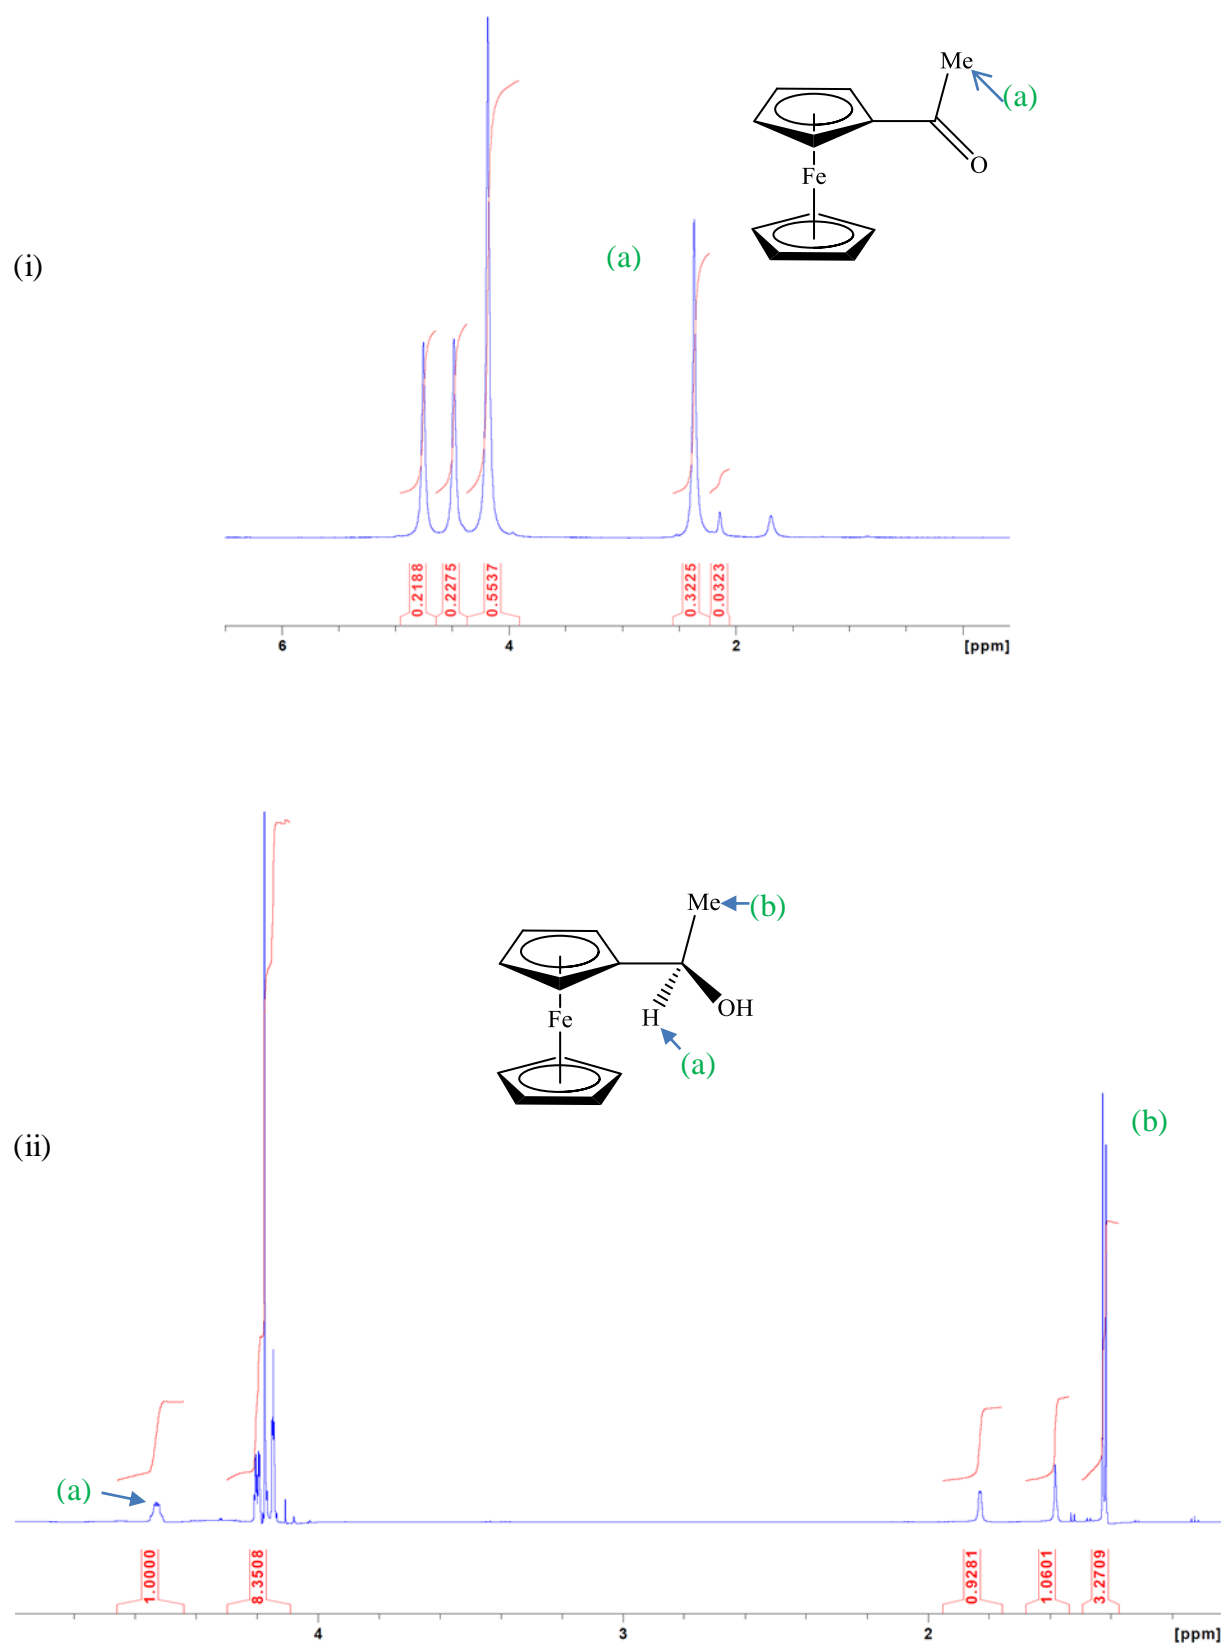 Me
(a)
O
Fe
(i)
(a)
0.2188
0.2275
0.5537
0.3225
0.0323
6
4
2
[ppm]
Me
(b)
H
OH
Fe
(a)
(b)
(ii)
(a)
1.0000
8.3508
0.9281
1.0601
3.2709
4
3
2
[ppm]